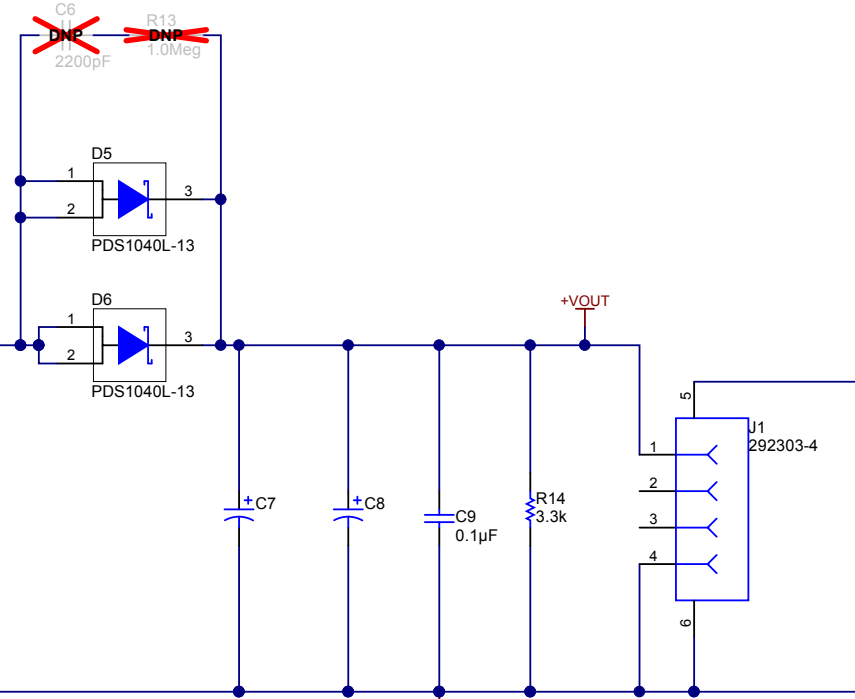 C6
DNP
2200pF
R13
DNP
1.0Meg
D5
1
2
3
PDS1040L-13
D6
1
2
3
PDS1040L-13
+VOUT
+
C7
+
C8
C9
0.1µF
R14
3.3k
5
J1
292303-4
1
2
3
4
6